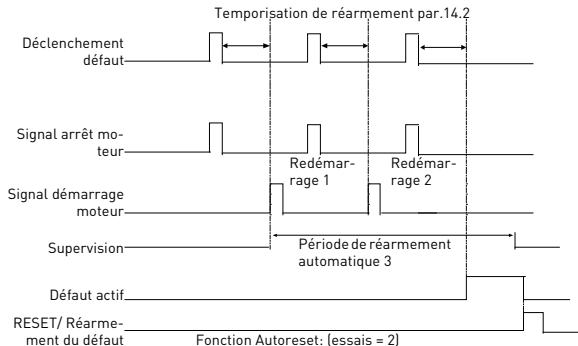 Temporisation de réarmement par.14.2
Déclenchement
défaut
Signal arrêt mo-
teur
Redémar-
rage 1
Redémar-
rage 2
Signal démarrage
moteur
Supervision
Période de réarmement
automatique 3
Défaut actif
RESET/ Réarme-
ment du défaut
Fonction Autoreset: (essais = 2)